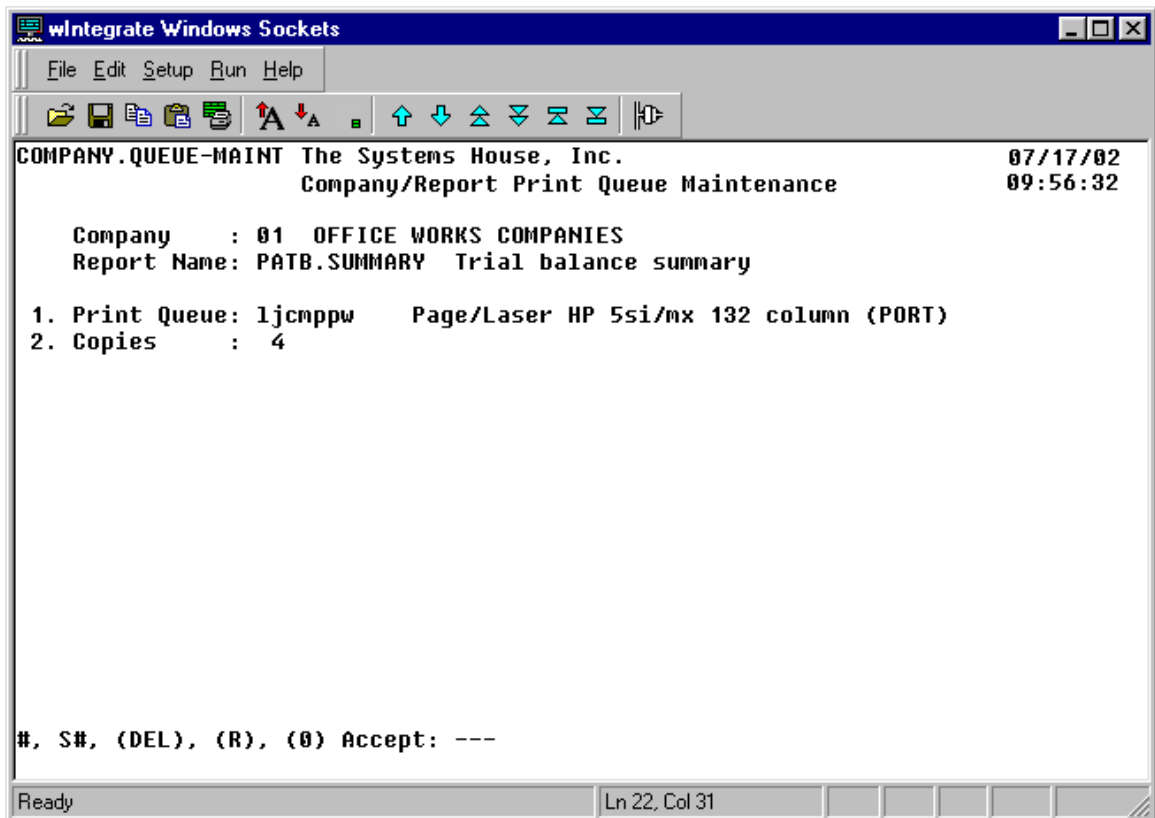 wIntegrate Windows Sockets
File Edit Setup Run Help
COMPANY.QUEUE-MAINT The Systems House, Inc. 07/17/02
Company/Report Print Queue Maintenance 09:56:32
Company : 01 OFFICE WORKS COMPANIES
Report Name: PATB.SUMMARY Trial balance summary
1. Print Queue: ljcmppw Page/Laser HP 5si/mx 132 column (PORT)
2. Copies : 4
#, S#, (DEL), (R), (0) Accept: ---
Ready Ln 22, Col 31